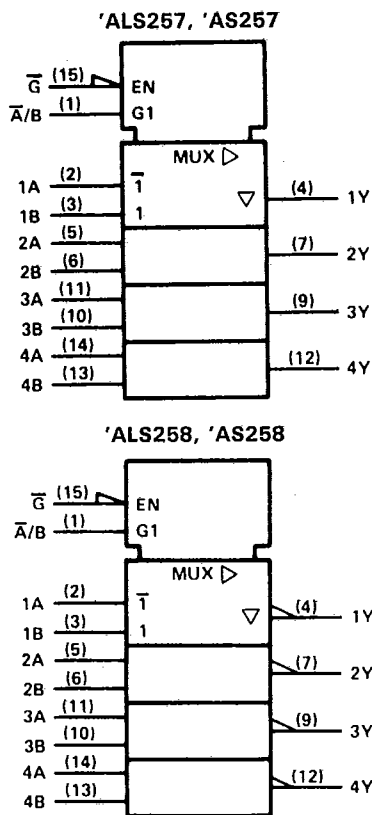 'ALS257, 'AS257
G̅ (15) EN
A̅/B (1) G1
MUX ▷
1A (2) 1̅ ▽ (4) 1Y
1B (3) 1
2A (5) (7) 2Y
2B (6)
3A (11) (9) 3Y
3B (10)
4A (14) (12) 4Y
4B (13)
'ALS258, 'AS258
G̅ (15) EN
A̅/B (1) G1
MUX ▷
1A (2) 1̅ ▽ (4) 1Y
1B (3) 1
2A (5) (7) 2Y
2B (6)
3A (11) (9) 3Y
3B (10)
4A (14) (12) 4Y
4B (13)